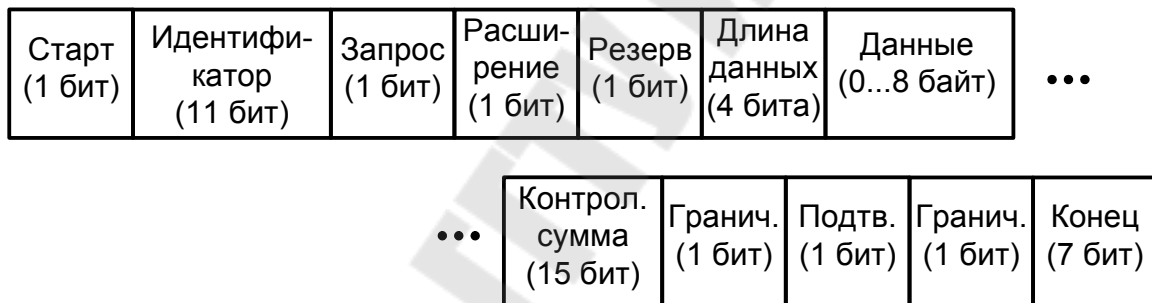 Старт
(1 бит)
Идентифи-
катор
(11 бит)
Запрос
(1 бит)
Расши-
рение
(1 бит)
Резерв
(1 бит)
Длина
данных
(4 бита)
Данные
(0...8 байт)
•••
•••
Контрол.
сумма
(15 бит)
Гранич.
(1 бит)
Подтв.
(1 бит)
Гранич.
(1 бит)
Конец
(7 бит)